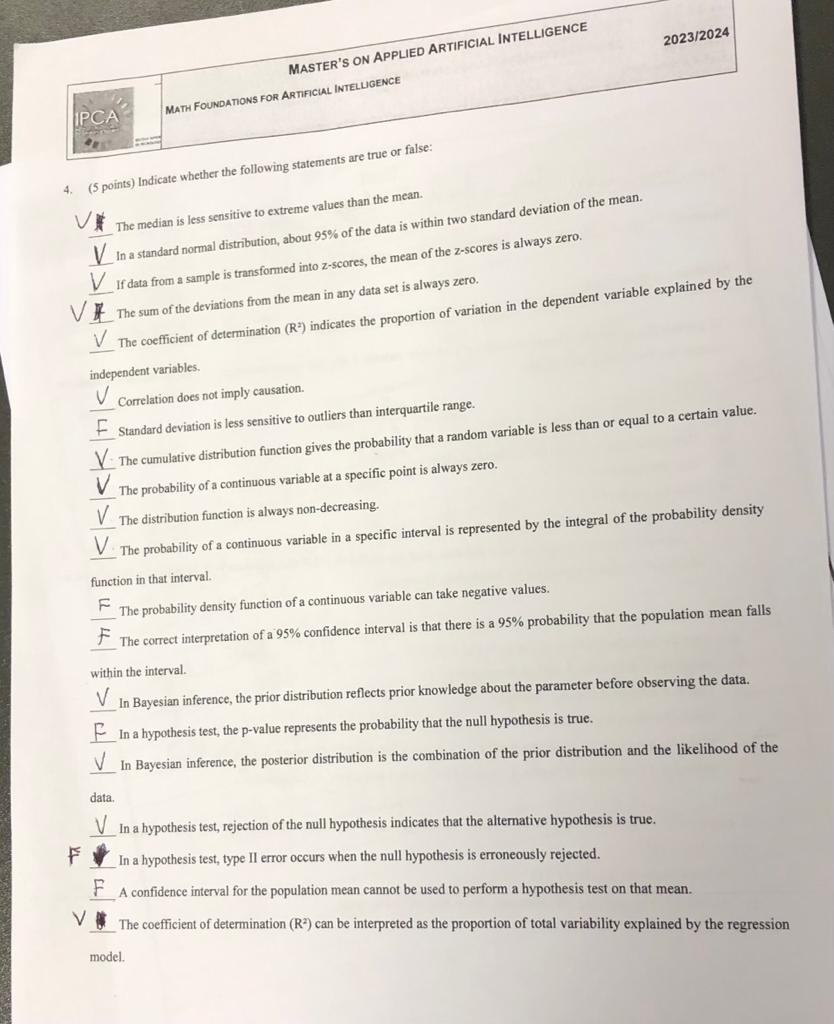 MASTER'S ON APPLIED ARTIFICIAL INTELLIGENCE
2023/2024
IPCA
MATH FOUNDATIONS FOR ARTIFICIAL INTELLIGENCE
4. (5 points) Indicate whether the following statements are true or false:
V The median is less sensitive to extreme values than the mean.
V In a standard normal distribution, about 95% of the data is within two standard deviation of the mean.
V If data from a sample is transformed into z-scores, the mean of the z-scores is always zero.
V The sum of the deviations from the mean in any data set is always zero.
V The coefficient of determination (R²) indicates the proportion of variation in the dependent variable explained by the
independent variables.
V Correlation does not imply causation.
F Standard deviation is less sensitive to outliers than interquartile range.
V The cumulative distribution function gives the probability that a random variable is less than or equal to a certain value.
V The probability of a continuous variable at a specific point is always zero.
V The distribution function is always non-decreasing.
V The probability of a continuous variable in a specific interval is represented by the integral of the probability density
function in that interval.
F The probability density function of a continuous variable can take negative values.
F The correct interpretation of a 95% confidence interval is that there is a 95% probability that the population mean falls
within the interval.
V In Bayesian inference, the prior distribution reflects prior knowledge about the parameter before observing the data.
F In a hypothesis test, the p-value represents the probability that the null hypothesis is true.
V In Bayesian inference, the posterior distribution is the combination of the prior distribution and the likelihood of the
data.
V In a hypothesis test, rejection of the null hypothesis indicates that the alternative hypothesis is true.
F In a hypothesis test, type II error occurs when the null hypothesis is erroneously rejected.
F A confidence interval for the population mean cannot be used to perform a hypothesis test on that mean.
V The coefficient of determination (R²) can be interpreted as the proportion of total variability explained by the regression
model.